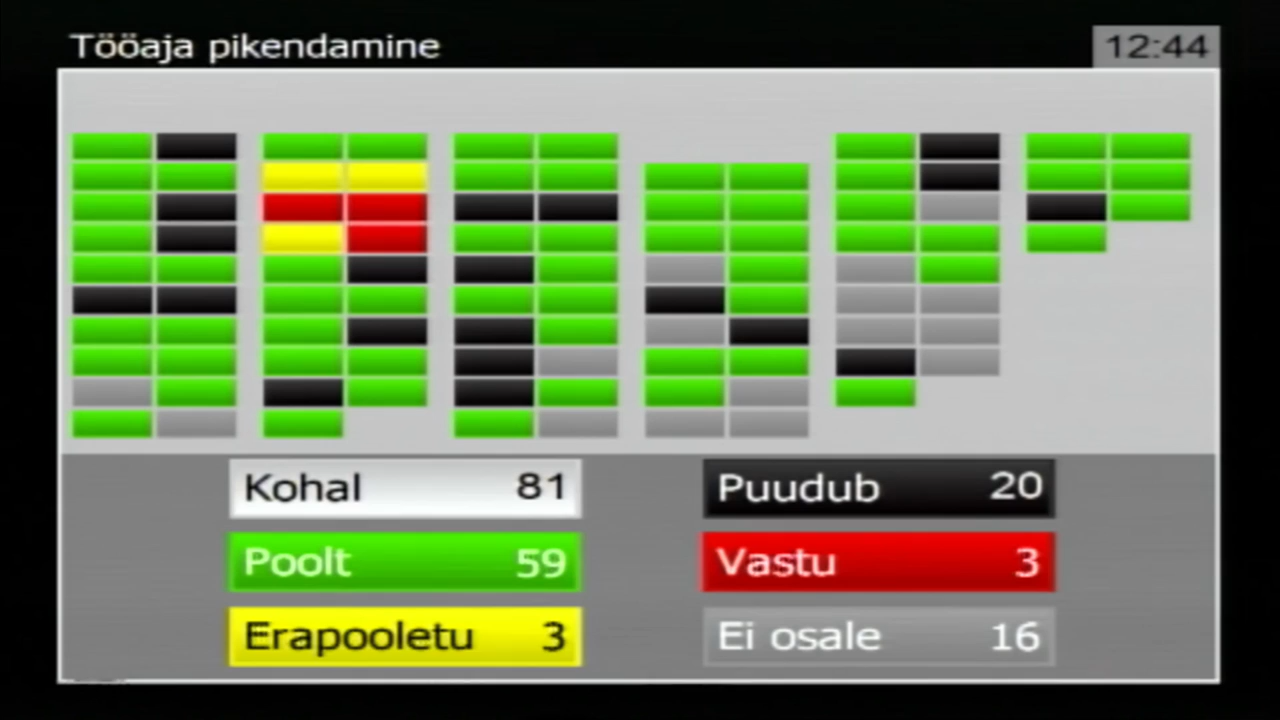 Tööaja pikendamine 12:44
Kohal 81
Puudub 20
Poolt 59
Vastu 3
Erapooletu 3
Ei osale 16